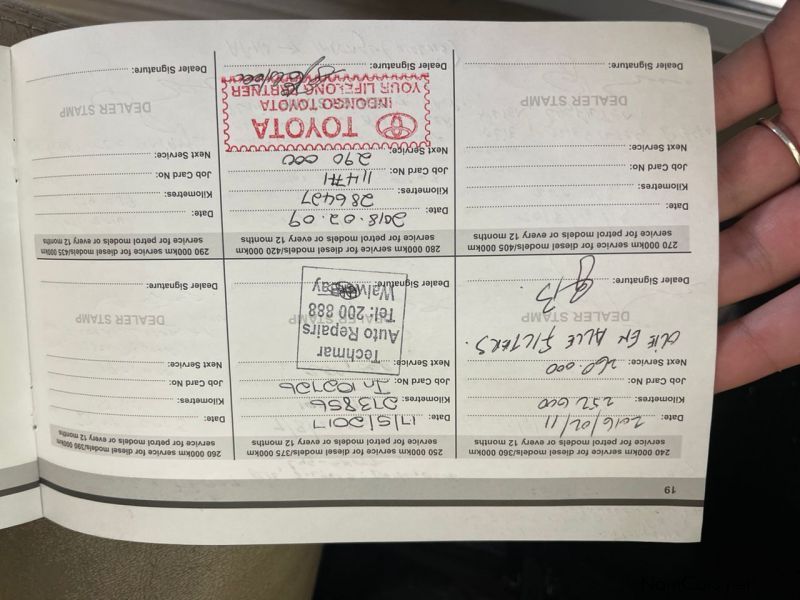 19
240 000km service for diesel models/360 000km
service for petrol models or every 12 months
Date: 2016/02/11
Kilometres: 252 000
Job Card No:
Next Service: 260.000
OLIE EN ALLE FILTERS.
Dealer Signature:
250 000km service for diesel models/375 000km
service for petrol models or every 12 months
Date: 17/5/2017
Kilometres: 273856
Job Card No: In 102726
Next Service:
DEALER STAMP
Techmar
Auto Repairs
Tel: 200 888
Walvis Bay
Dealer Signature:
260 000km service for diesel models/390 000km
service for petrol models or every 12 months
Date:
Kilometres:
Job Card No:
Next Service:
DEALER STAMP
Dealer Signature:
270 000km service for diesel models/405 000km
service for petrol models or every 12 months
Date:
Kilometres:
Job Card No:
Next Service:
DEALER STAMP
Dealer Signature:
280 000km service for diesel models/420 000km
service for petrol models or every 12 months
Date: 2018.02.09
Kilometres: 286427
Job Card No: 114771
Next Service: 290 000
TOYOTA
INDONGO TOYOTA
YOUR LIFELONG PARTNER
Dealer Signature:
290 000km service for diesel models/435 000km
service for petrol models or every 12 months
Date:
Kilometres:
Job Card No:
Next Service:
DEALER STAMP
Dealer Signature:
NamCars.net